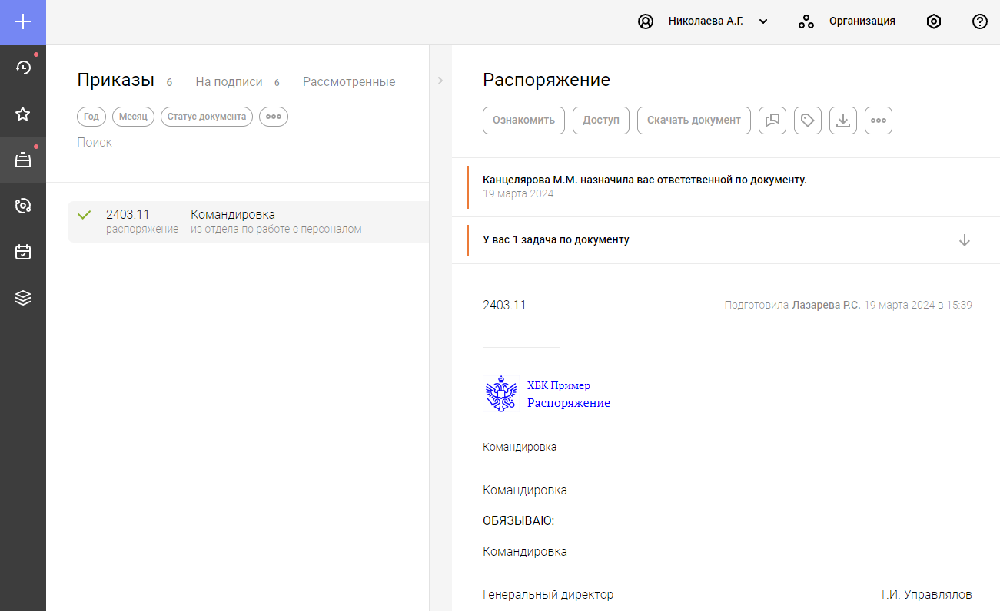 Николаева А.Г.
Организация
Приказы 6 На подписи 6 Рассмотренные
Год Месяц Статус документа
Поиск
2403.11 Командировка
распоряжение из отдела по работе с персоналом
Распоряжение
Ознакомить Доступ Скачать документ
Канцелярова М.М. назначила вас ответственной по документу.
19 марта 2024
У вас 1 задача по документу
2403.11 Подготовила Лазарева Р.С. 19 марта 2024 в 15:39
ХБК Пример
Распоряжение
Командировка
Командировка
ОБЯЗЫВАЮ:
Командировка
Генеральный директор Г.И. Управлялов